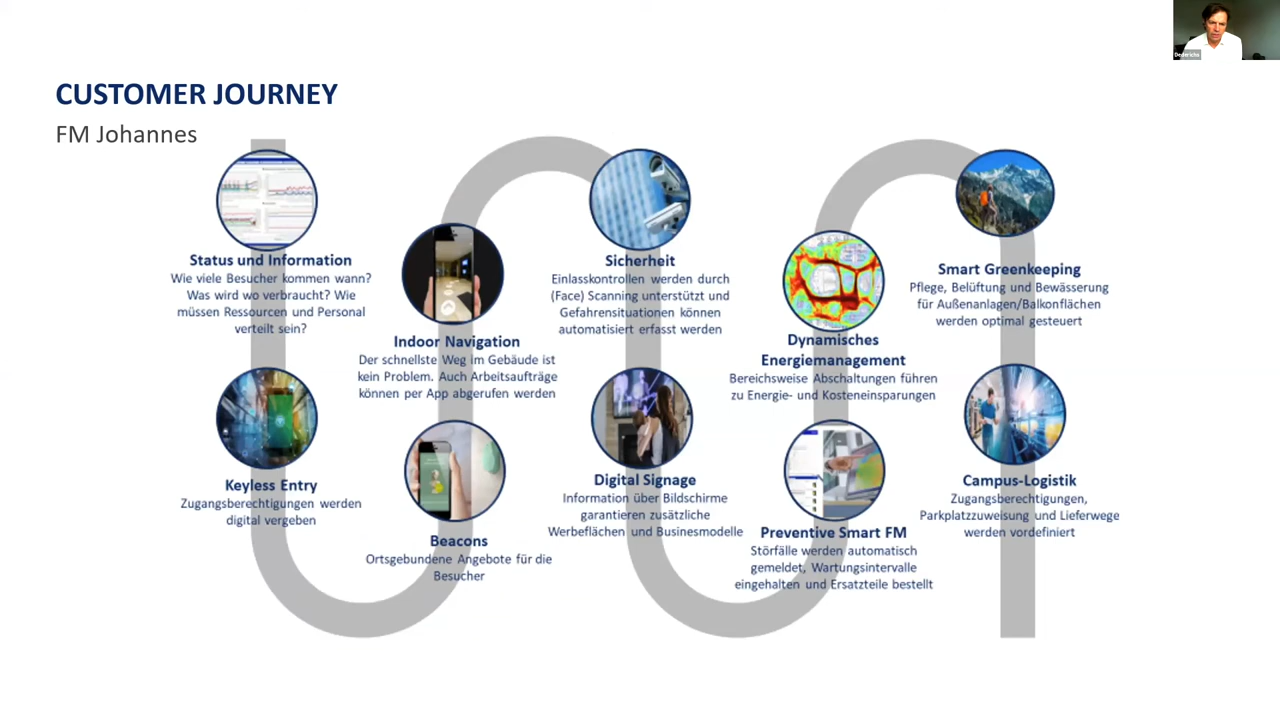 CUSTOMER JOURNEY
FM Johannes
Status und Information
Wie viele Besucher kommen wann?
Was wird wo verbraucht? Wie
müssen Ressourcen und Personal
verteilt sein?
Keyless Entry
Zugangsberechtigungen werden
digital vergeben
Indoor Navigation
Der schnellste Weg im Gebäude ist
kein Problem. Auch Arbeitsaufträge
können per App abgerufen werden
Beacons
Ortsgebundene Angebote für die
Besucher
Sicherheit
Einlasskontrollen werden durch
(Face) Scanning unterstützt und
Gefahrensituationen können
automatisiert erfasst werden
Digital Signage
Information über Bildschirme
garantieren zusätzliche
Werbeflächen und Businesmodelle
Dynamisches
Energiemanagement
Bereichsweise Abschaltungen führen
zu Energie- und Kosteneinsparungen
Preventive Smart FM
Störfälle werden automatisch
gemeldet, Wartungsintervalle
eingehalten und Ersatzteile bestellt
Smart Greenkeeping
Pflege, Belüftung und Bewässerung
für Außenanlagen/Balkonflächen
werden optimal gesteuert
Campus-Logistik
Zugangsberechtigungen,
Parkplatzzuweisung und Lieferwege
werden vordefiniert